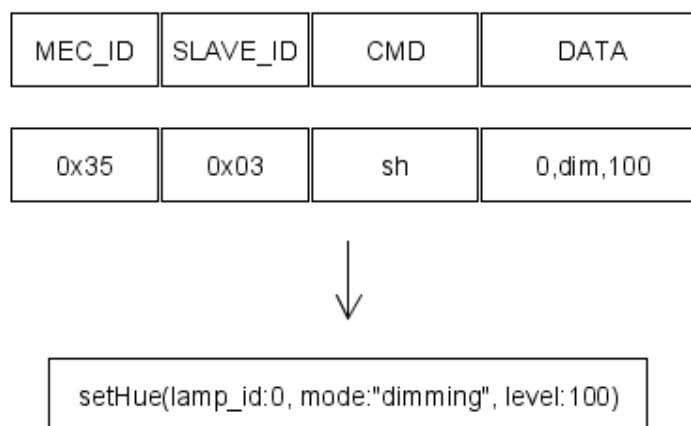 MEC_ID SLAVE_ID CMD DATA
0x35 0x03 sh 0,dim,100
setHue(lamp_id:0, mode:"dimming", level:100)